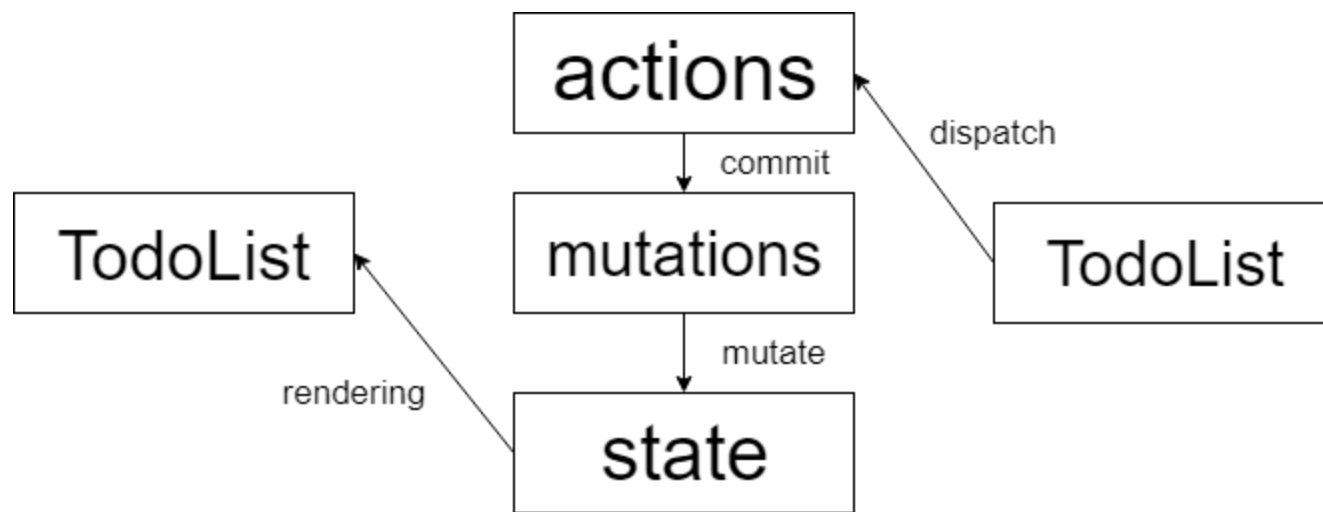 actions
dispatch
commit
TodoList
mutations
TodoList
mutate
rendering
state